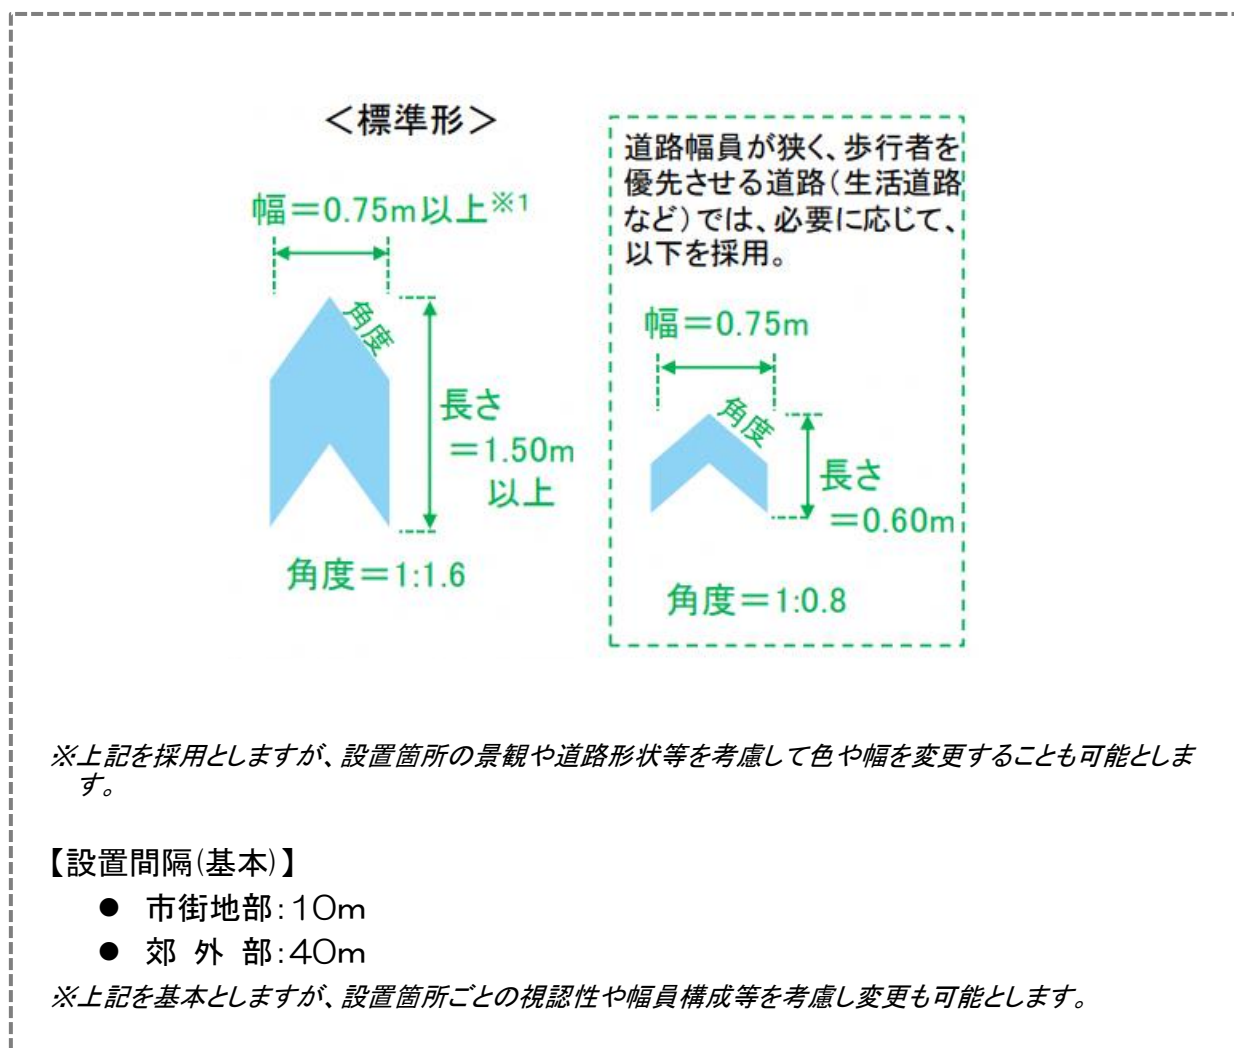 ＜標準形＞
幅＝0.75m以上※1
角度
長さ
＝1.50m
以上
角度＝1:1.6
道路幅員が狭く、歩行者を
優先させる道路（生活道路
など）では、必要に応じて、
以下を採用。
幅＝0.75m
角度
長さ
＝0.60m
角度＝1:0.8
※上記を採用としますが、設置箇所の景観や道路形状等を考慮して色や幅を変更することも可能としま
す。
【設置間隔(基本)】
● 市街地部：10m
● 郊 外 部：40m
※上記を基本としますが、設置箇所ごとの視認性や幅員構成等を考慮し変更も可能とします。